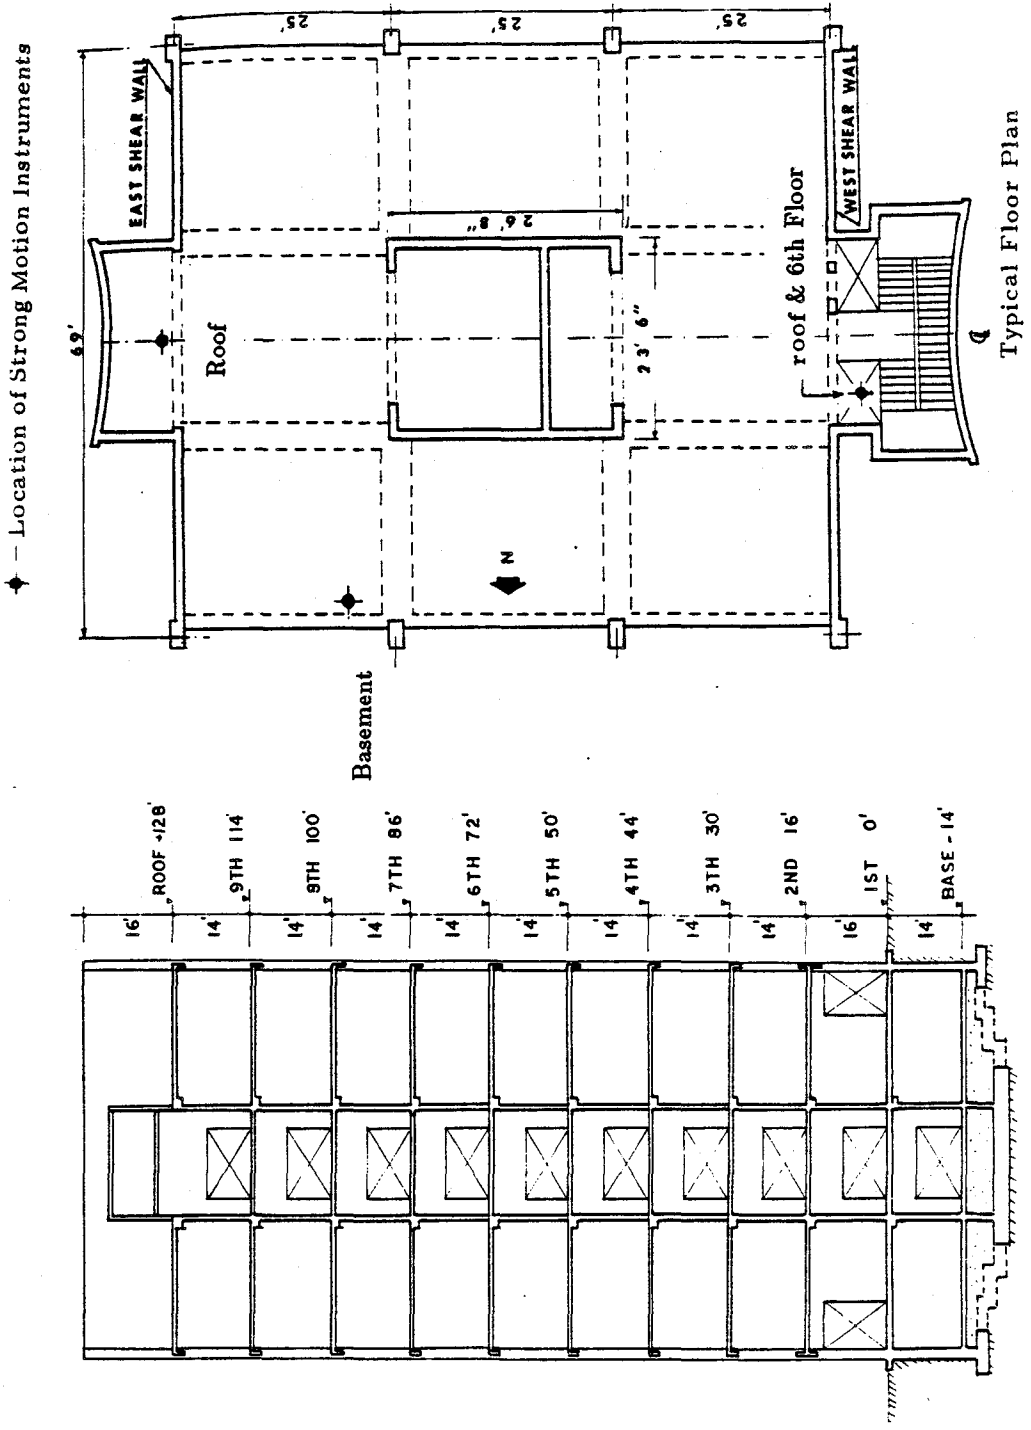 — Location of Strong Motion Instruments
69'
25'
25'
25'
EAST SHEAR WALL
WEST SHEAR WALL
26' 8"
23' 6"
Roof
roof & 6th Floor
N
Basement
℄
Typical Floor Plan
16'
ROOF +128'
14'
9TH 114'
14'
8TH 100'
14'
7TH 86'
14'
6TH 72'
14'
5TH 50'
14'
4TH 44'
14'
3TH 30'
14'
2ND 16'
16'
1ST 0'
14'
BASE - 14'